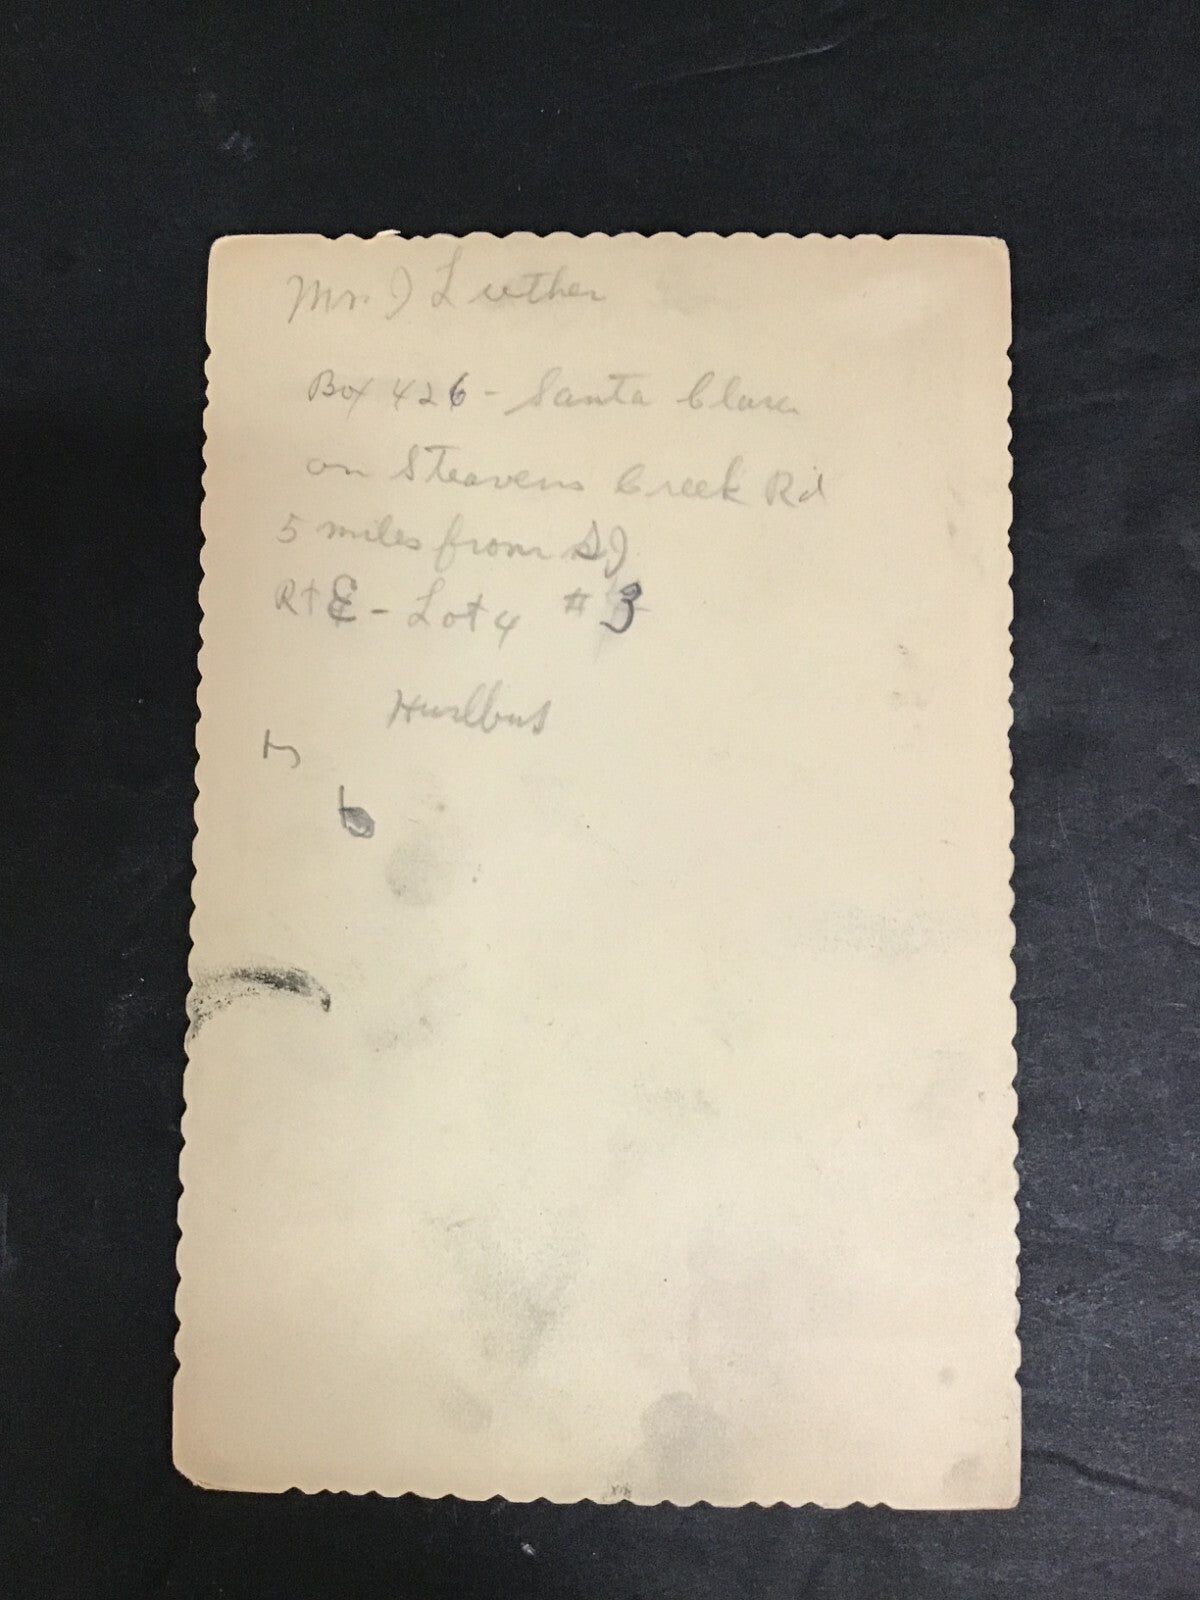 Mr. J Luther
Box 426 - Santa Clara
on Steavens Creek Rd
5 miles from SJ
Rt E - Lot 4 # 3
Hurlbut
b